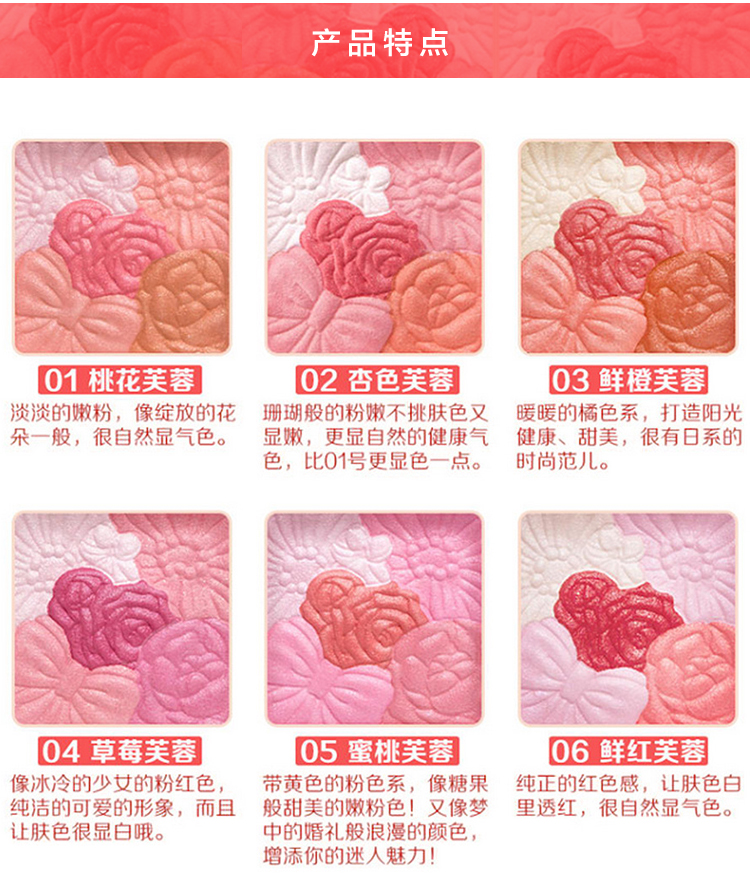 产品特点
01 桃花芙蓉
淡淡的嫩粉，像绽放的花
朵一般，很自然显气色。
02 杏色芙蓉
珊瑚般的粉嫩不挑肤色又
显嫩，更显自然的健康气
色，比01号更显色一点。
03 鲜橙芙蓉
暖暖的橘色系，打造阳光
健康、甜美，很有日系的
时尚范儿。
04 草莓芙蓉
像冰冷的少女的粉红色，
纯洁的可爱的形象，而且
让肤色很显白哦。
05 蜜桃芙蓉
带黄色的粉色系，像糖果
般甜美的嫩粉色！又像梦
中的婚礼般浪漫的颜色，
增添你的迷人魅力！
06 鲜红芙蓉
纯正的红色感，让肤色白
里透红，很自然显气色。